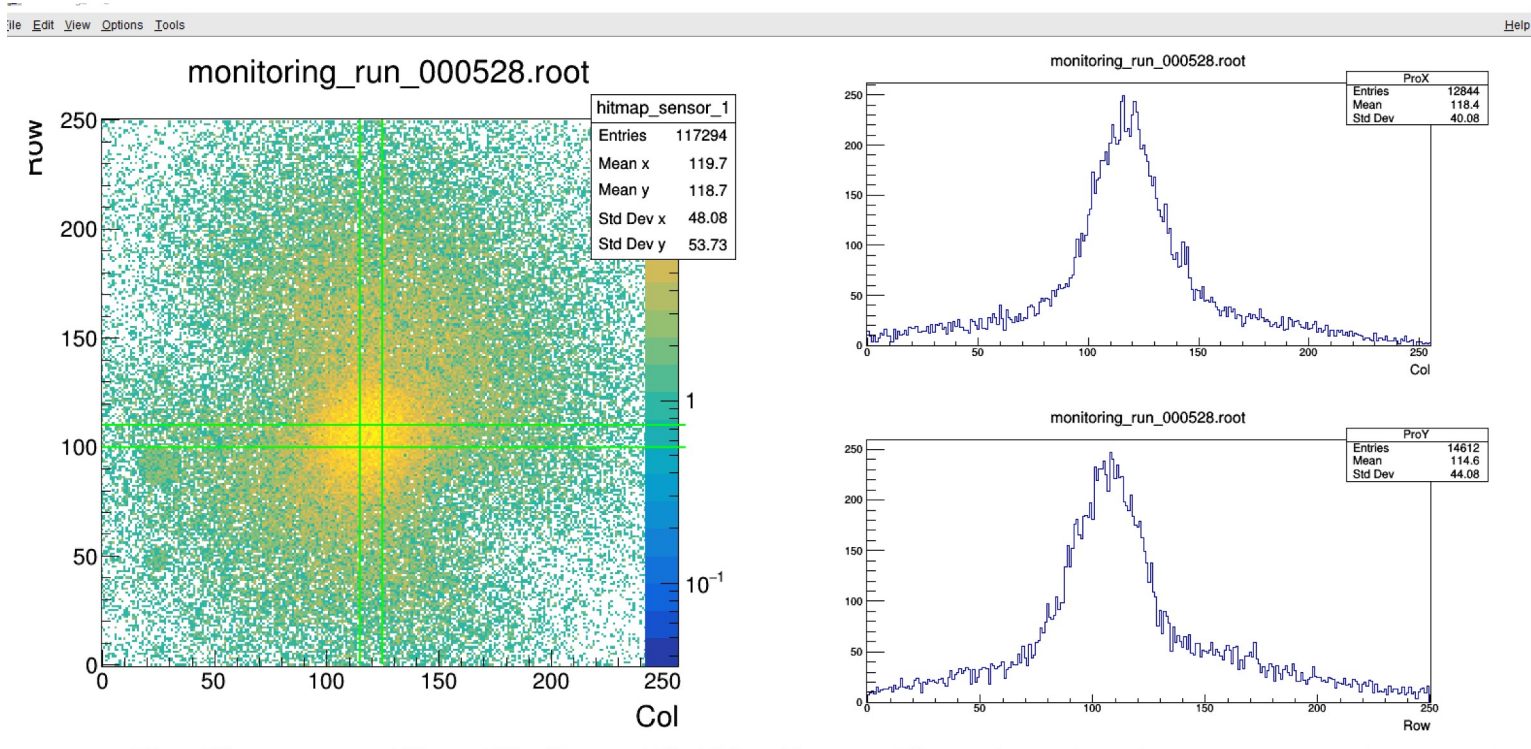 File Edit View Options Tools Help
monitoring_run_000528.root
hitmap_sensor_1
Entries 117294
Mean x 119.7
Mean y 118.7
Std Dev x 48.08
Std Dev y 53.73
Row
250
200
150
100
50
0
0 50 100 150 200 250
Col
1
10⁻¹
monitoring_run_000528.root
ProX
Entries 12844
Mean 118.4
Std Dev 40.08
250
200
150
100
50
0
0 50 100 150 200 250
Col
monitoring_run_000528.root
ProY
Entries 14612
Mean 114.6
Std Dev 44.08
250
200
150
100
50
0
0 50 100 150 200 250
Row